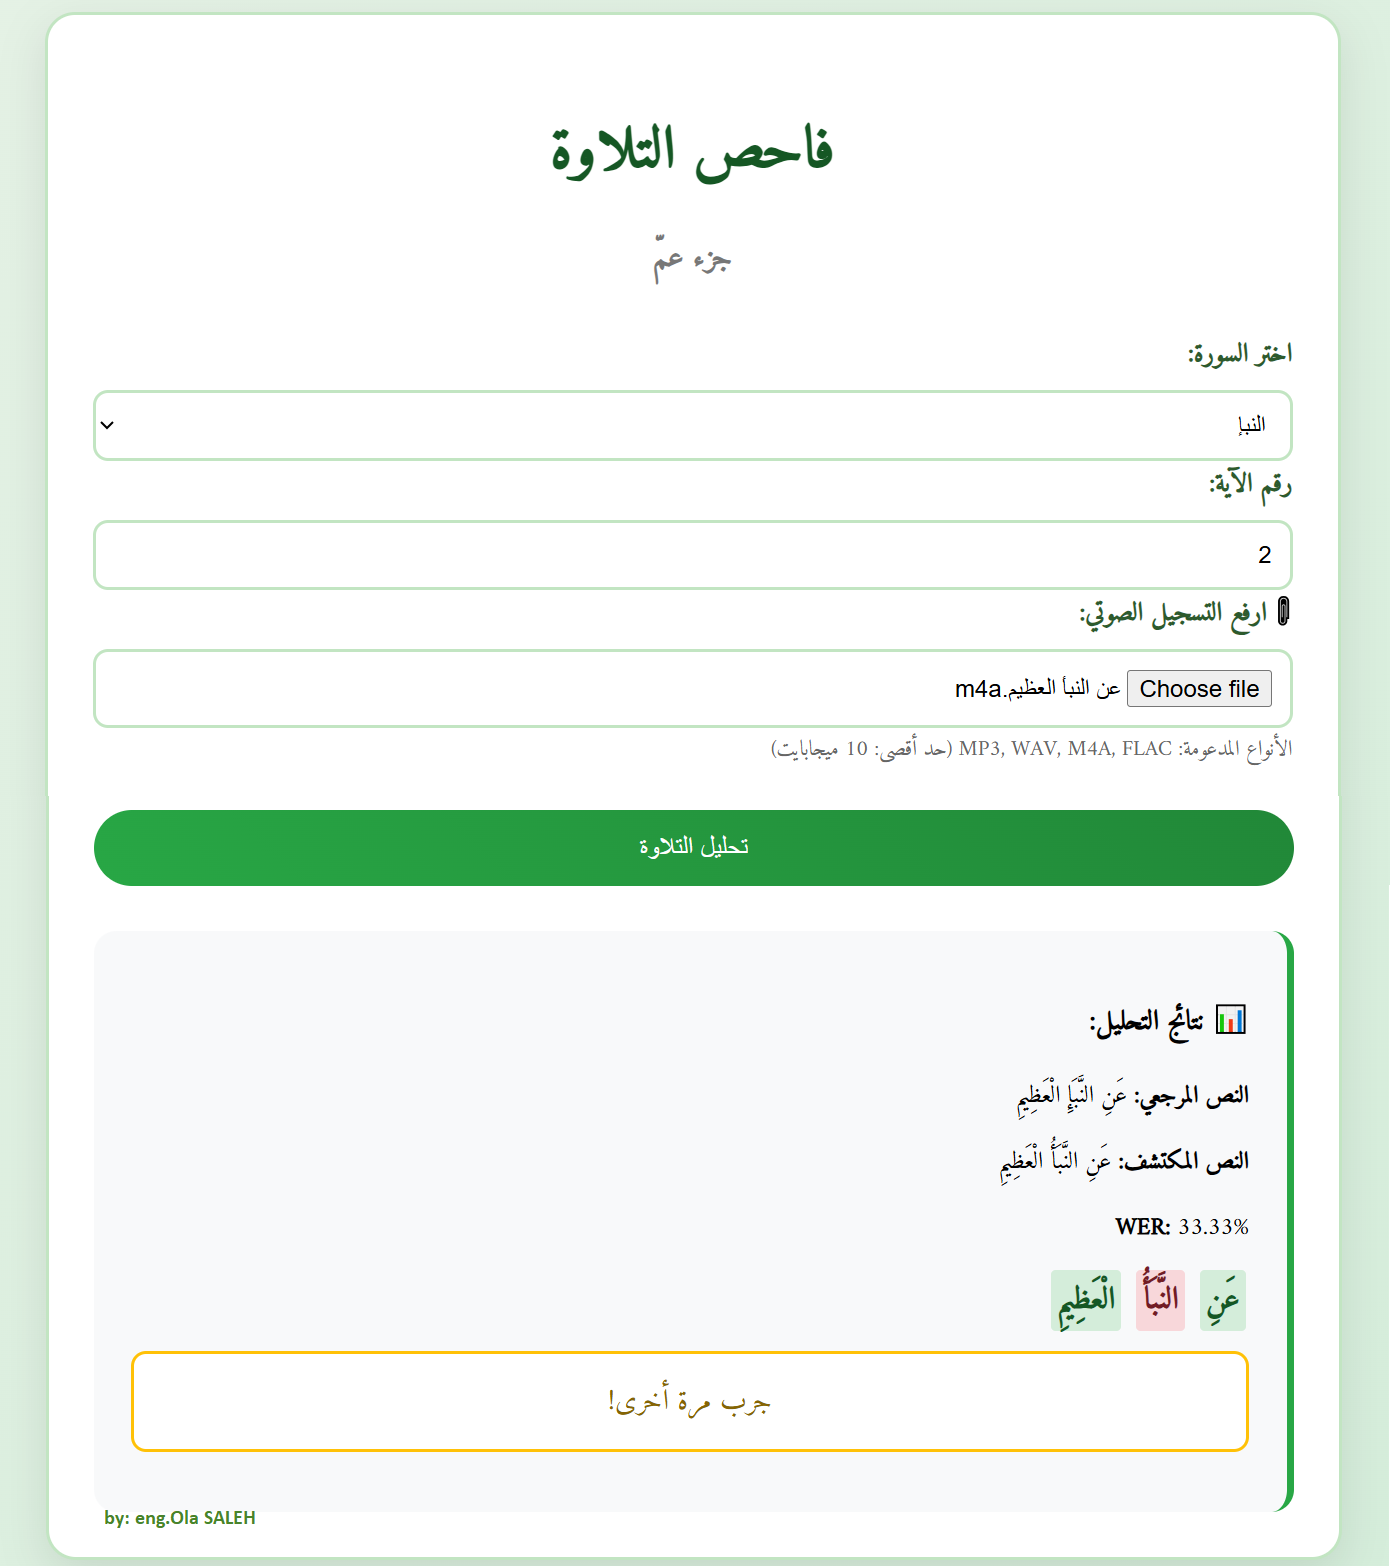 فاحص التلاوة
جزء عمّ
اختر السورة:
النبإ
رقم الآية:
2
ارفع التسجيل الصوتي:
Choose file عن النبأ العظيم.m4a
الأنواع المدعومة: MP3, WAV, M4A, FLAC (حد أقصى: 10 ميجابايت)
تحليل التلاوة
نتائج التحليل:
النص المرجعي: عَنِ النَّبَإِ الْعَظِيمِ
النص المكتشف: عَنِ النَّبَأُ الْعَظِيمِ
WER: 33.33%
عَنِ النَّبَأُ الْعَظِيمِ
جرب مرة أخرى!
by: eng.Ola SALEH